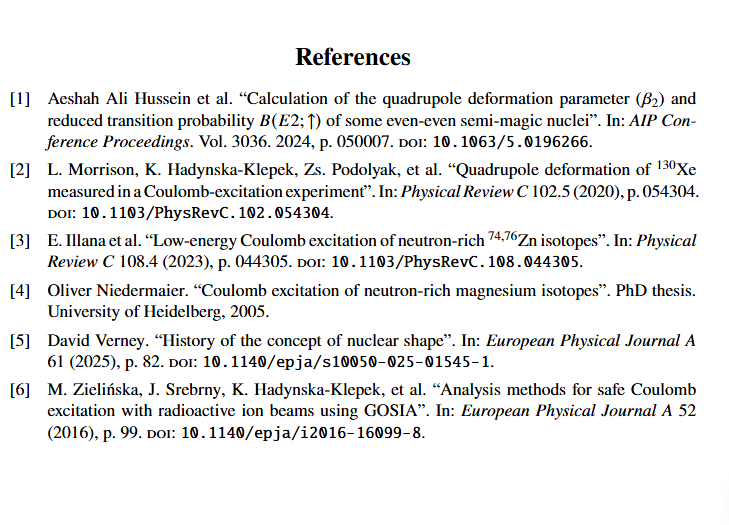 References
[1] Aeshah Ali Hussein et al. “Calculation of the quadrupole deformation parameter (β₂) and
reduced transition probability B(E2; ↑) of some even-even semi-magic nuclei”. In: AIP Con-
ference Proceedings. Vol. 3036. 2024, p. 050007. DOI: 10.1063/5.0196266.
[2] L. Morrison, K. Hadynska-Klepek, Zs. Podolyak, et al. “Quadrupole deformation of ¹³⁰Xe
measured in a Coulomb-excitation experiment”. In: Physical Review C 102.5 (2020), p. 054304.
DOI: 10.1103/PhysRevC.102.054304.
[3] E. Illana et al. “Low-energy Coulomb excitation of neutron-rich ⁷⁴,⁷⁶Zn isotopes”. In: Physical
Review C 108.4 (2023), p. 044305. DOI: 10.1103/PhysRevC.108.044305.
[4] Oliver Niedermaier. “Coulomb excitation of neutron-rich magnesium isotopes”. PhD thesis.
University of Heidelberg, 2005.
[5] David Verney. “History of the concept of nuclear shape”. In: European Physical Journal A
61 (2025), p. 82. DOI: 10.1140/epja/s10050-025-01545-1.
[6] M. Zielińska, J. Srebrny, K. Hadynska-Klepek, et al. “Analysis methods for safe Coulomb
excitation with radioactive ion beams using GOSIA”. In: European Physical Journal A 52
(2016), p. 99. DOI: 10.1140/epja/i2016-16099-8.